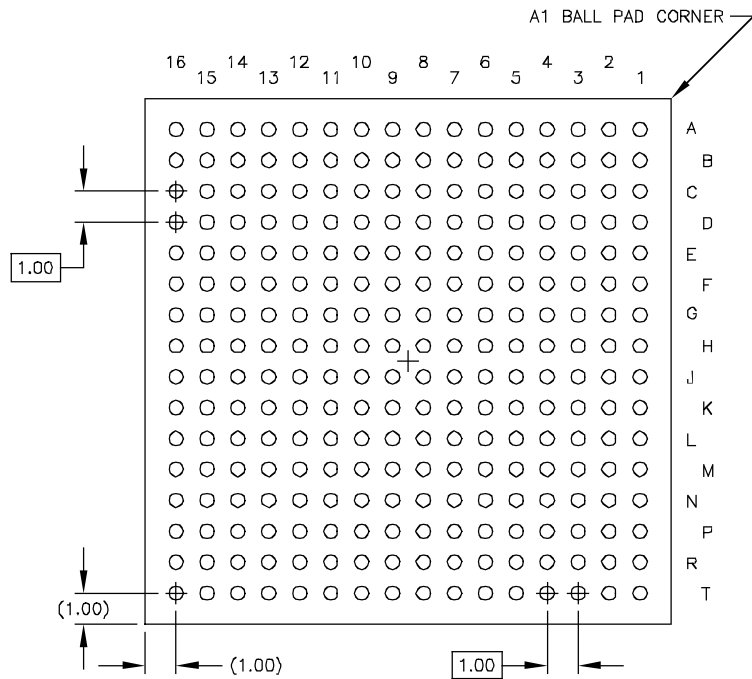 A1 BALL PAD CORNER
16 14 12 10 8 6 4 2
15 13 11 9 7 5 3 1
A
B
C
D
E
1.00
F
G
H
J
K
L
M
N
P
R
T
(1.00)
(1.00)
1.00